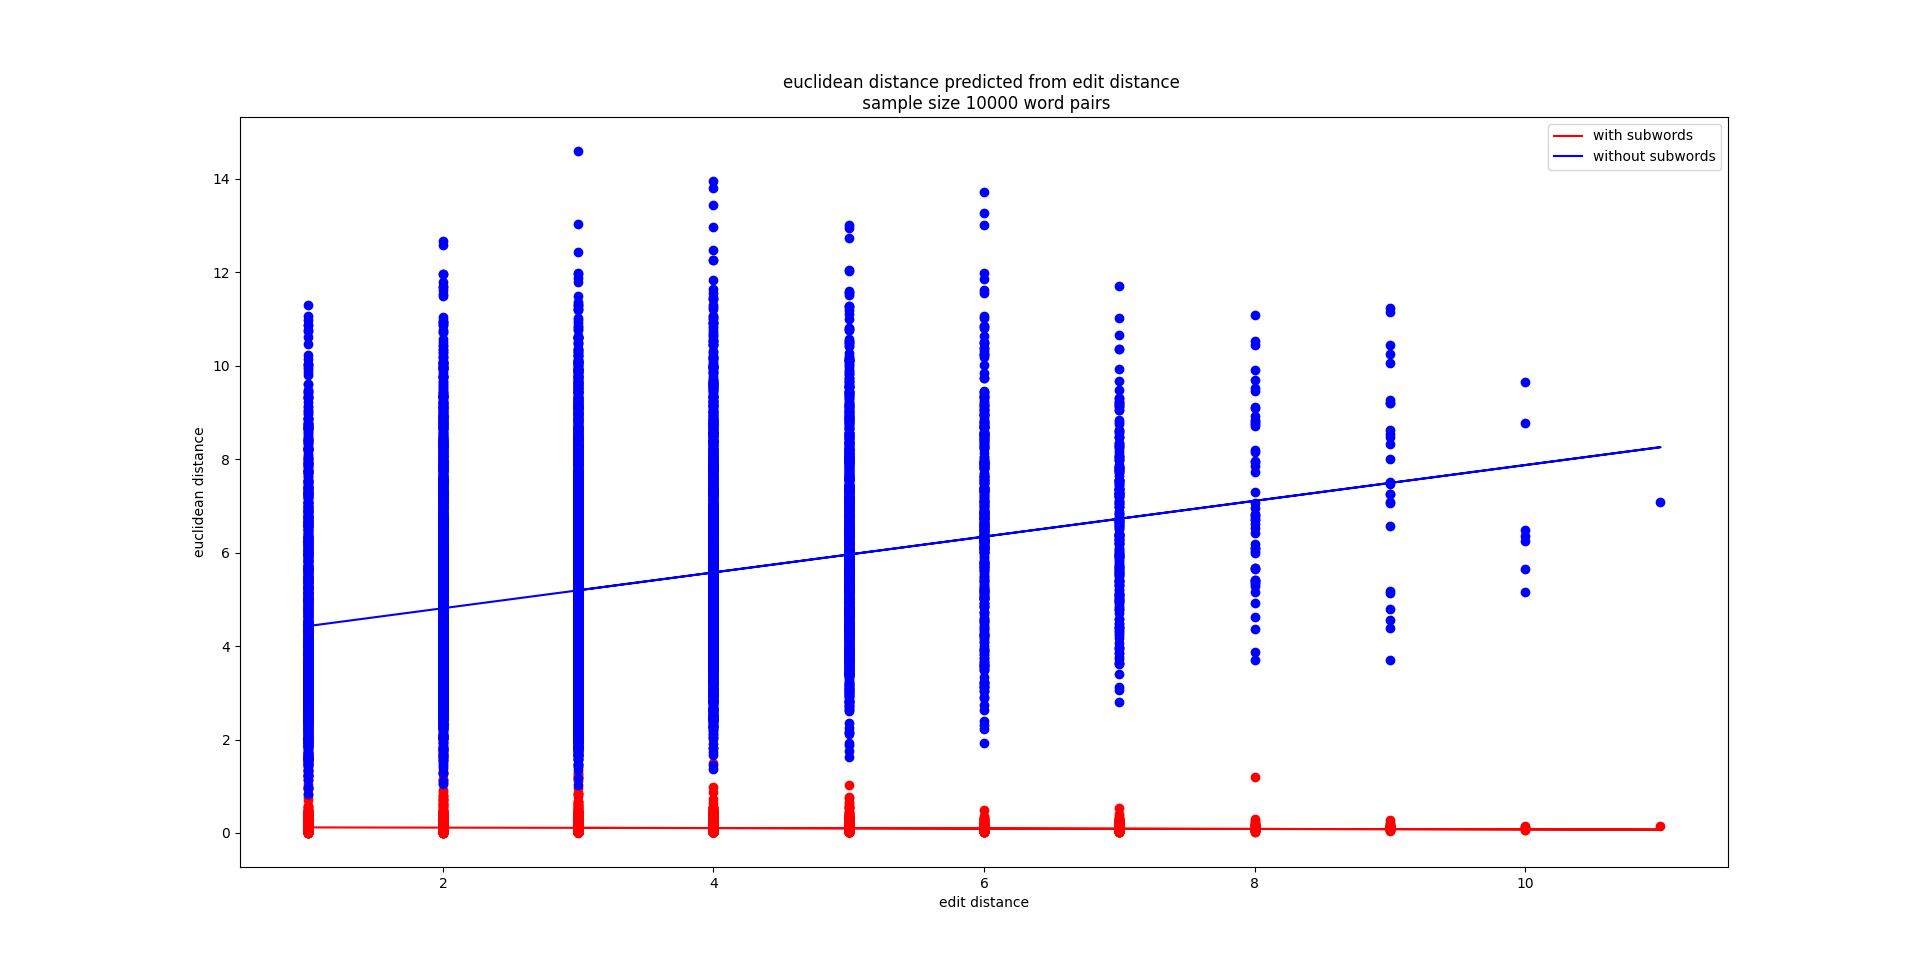 euclidean distance predicted from edit distance
sample size 10000 word pairs
with subwords
without subwords
14
12
10
8
6
4
2
0
euclidean distance
2
4
6
8
10
edit distance